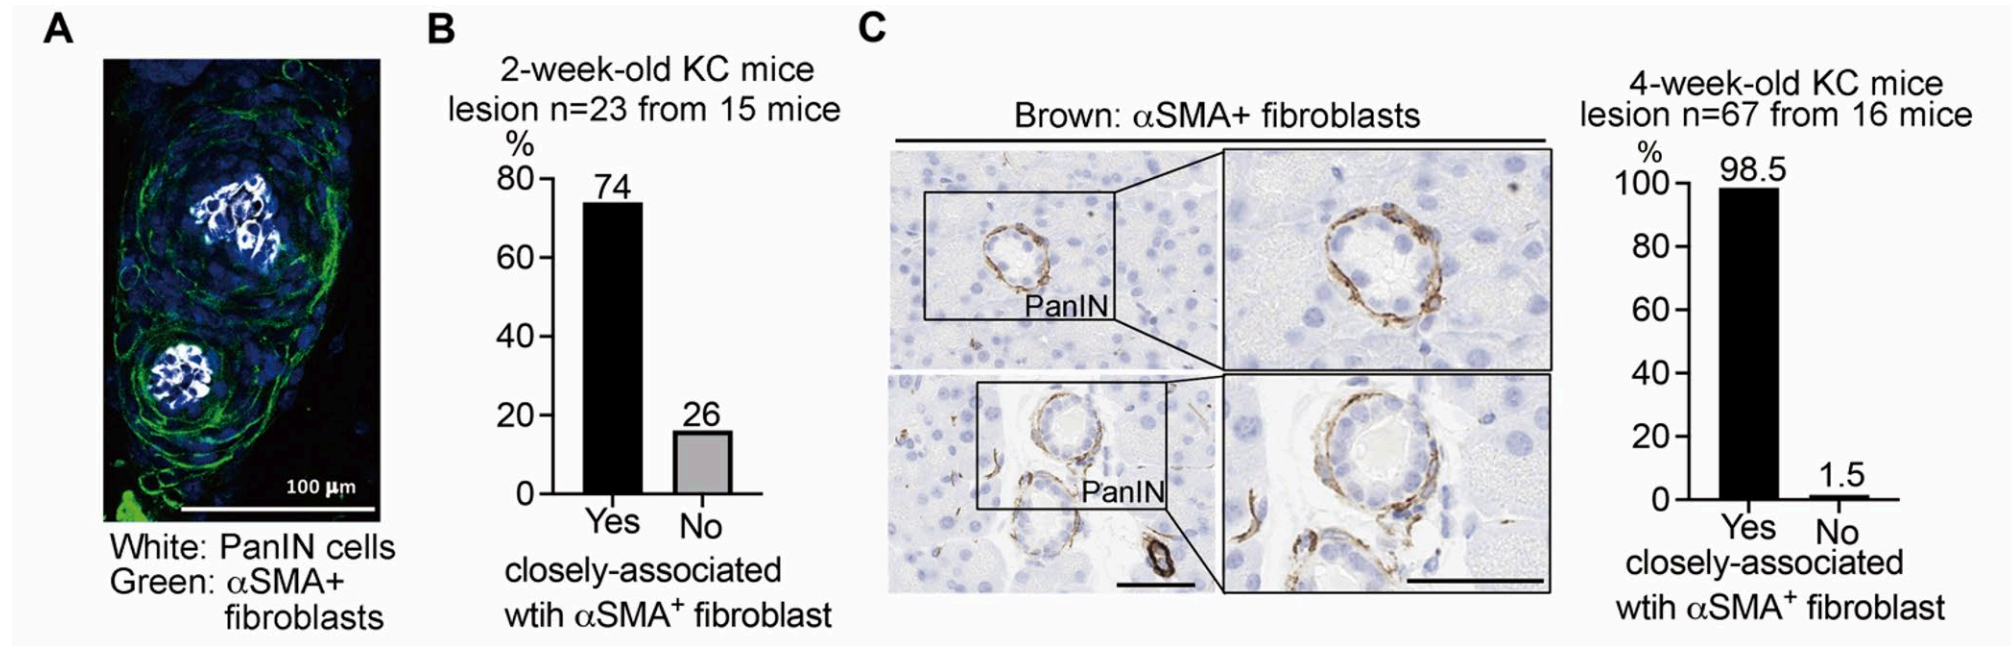 A
100 μm
White: PanIN cells
Green: αSMA+
fibroblasts
B
2-week-old KC mice
lesion n=23 from 15 mice
%
80
60
40
20
0
74
26
Yes
No
closely-associated
wtih αSMA⁺ fibroblast
C
Brown: αSMA+ fibroblasts
PanIN
PanIN
4-week-old KC mice
lesion n=67 from 16 mice
%
100
80
60
40
20
0
98.5
1.5
Yes
No
closely-associated
wtih αSMA⁺ fibroblast